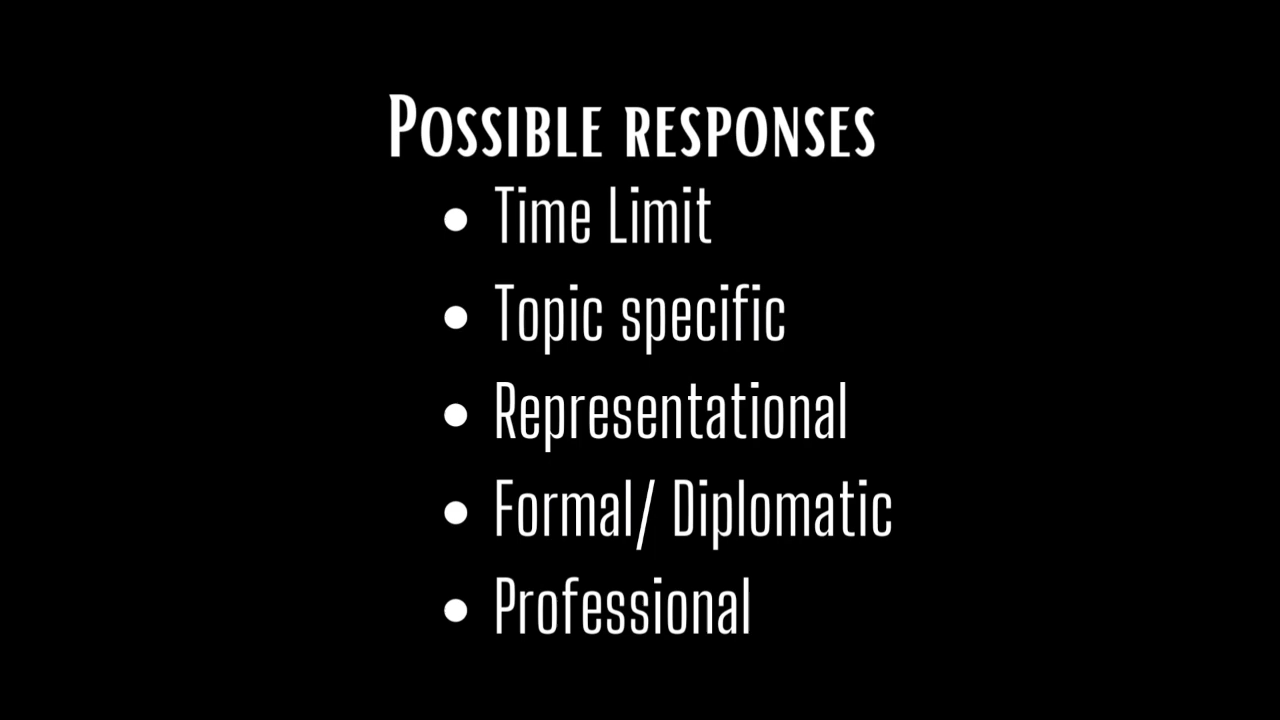 Possible responses
• Time Limit
• Topic specific
• Representational
• Formal/ Diplomatic
• Professional